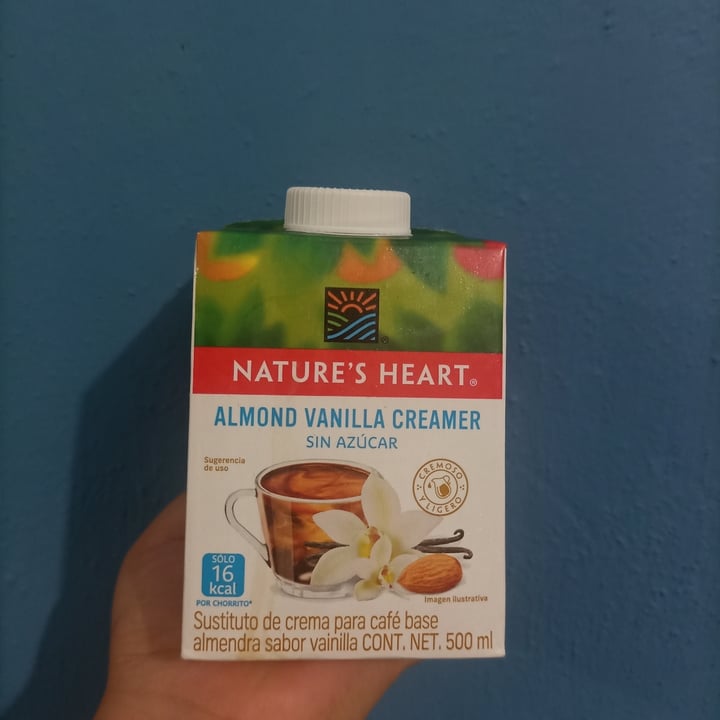 NATURE'S HEART®
ALMOND VANILLA CREAMER
SIN AZÚCAR
Sugerencia
de uso
CREMOSO
Y LIGERO
SÓLO
16
kcal
POR CHORRITO*
Imagen ilustrativa
Sustituto de crema para café base
almendra sabor vainilla CONT. NET. 500 ml